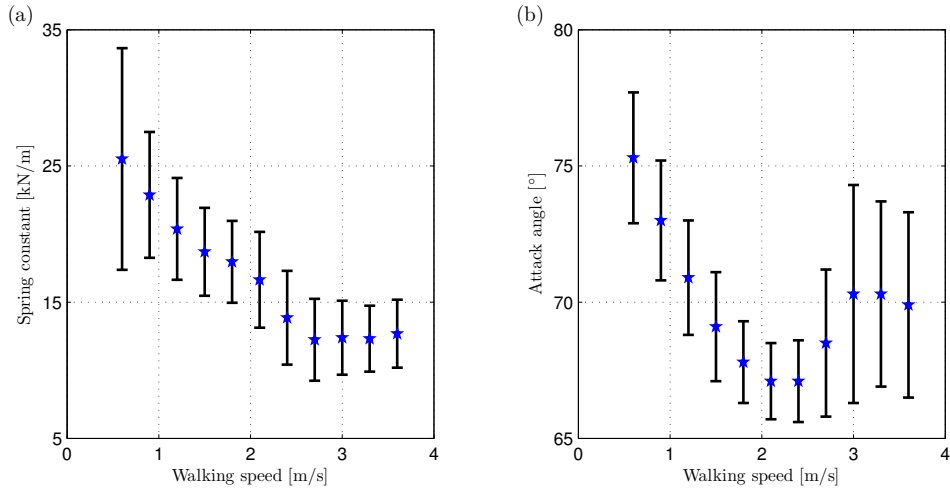 (a)
35
25
15
5
0 1 2 3 4
Spring constant [kN/m]
Walking speed [m/s]
(b)
80
75
70
65
0 1 2 3 4
Attack angle [°]
Walking speed [m/s]